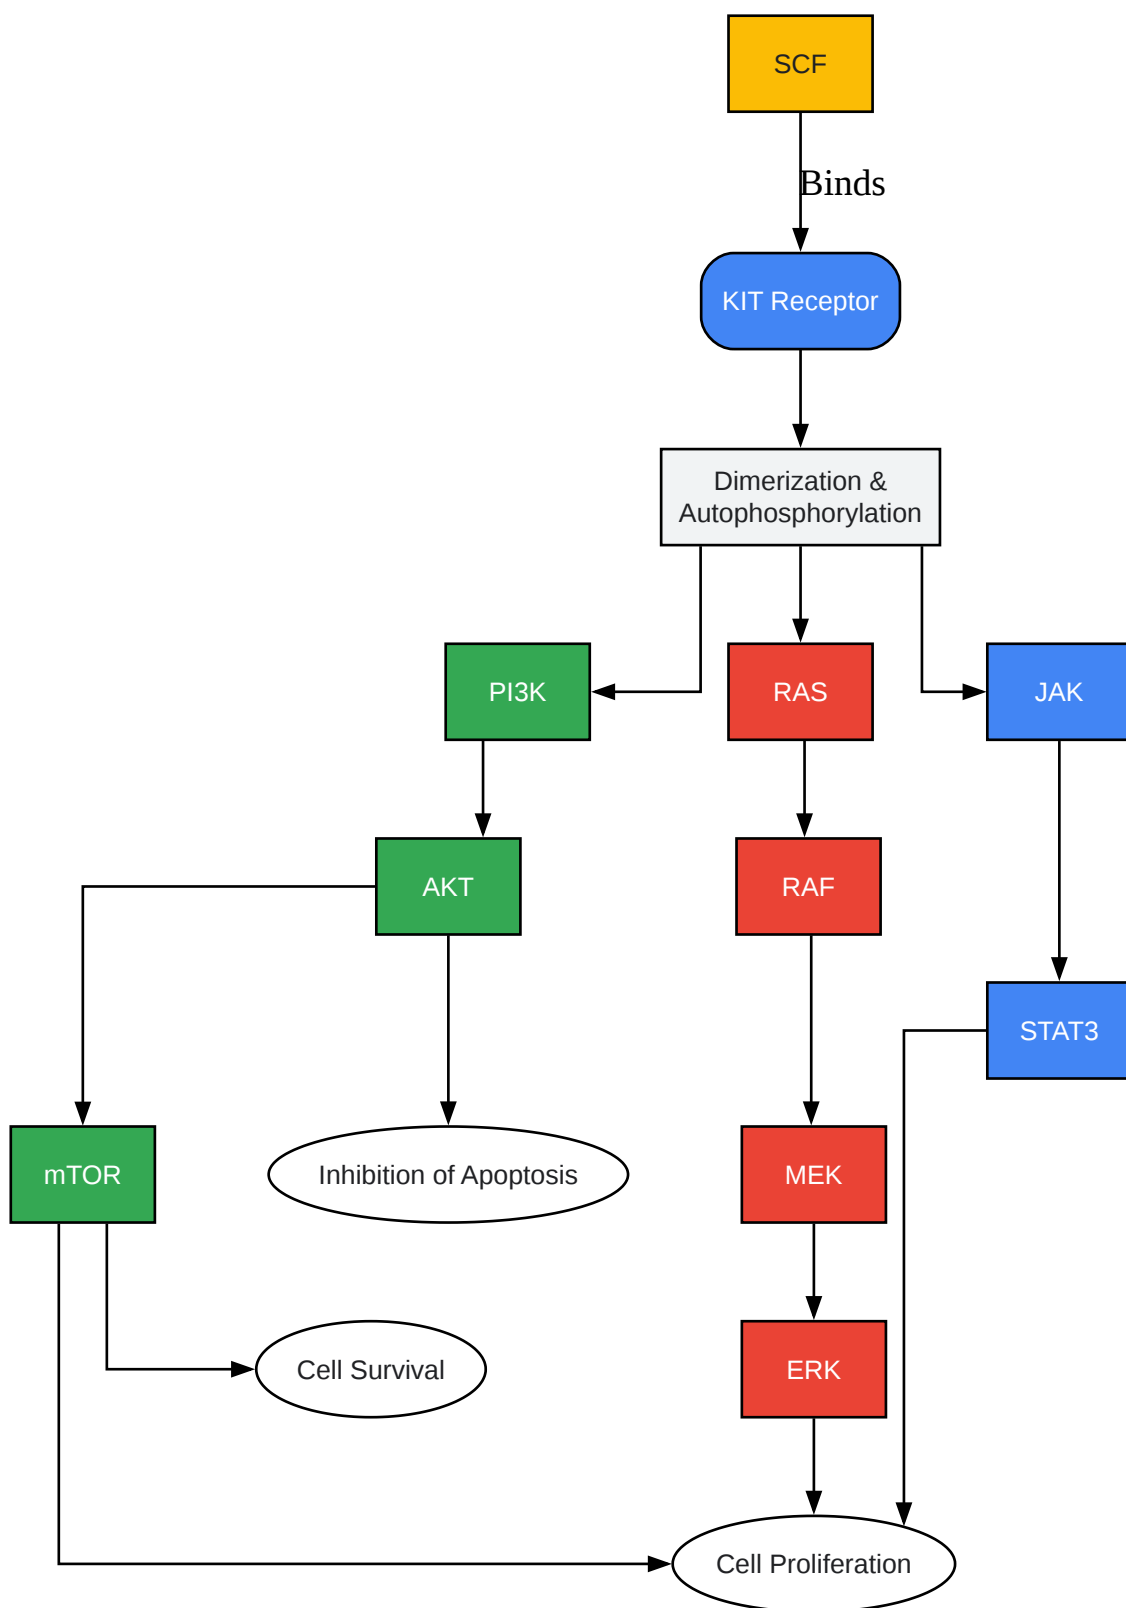 SCF
Binds
KIT Receptor
Dimerization &
Autophosphorylation
PI3K
RAS
JAK
AKT
RAF
STAT3
mTOR
Inhibition of Apoptosis
MEK
Cell Survival
ERK
Cell Proliferation